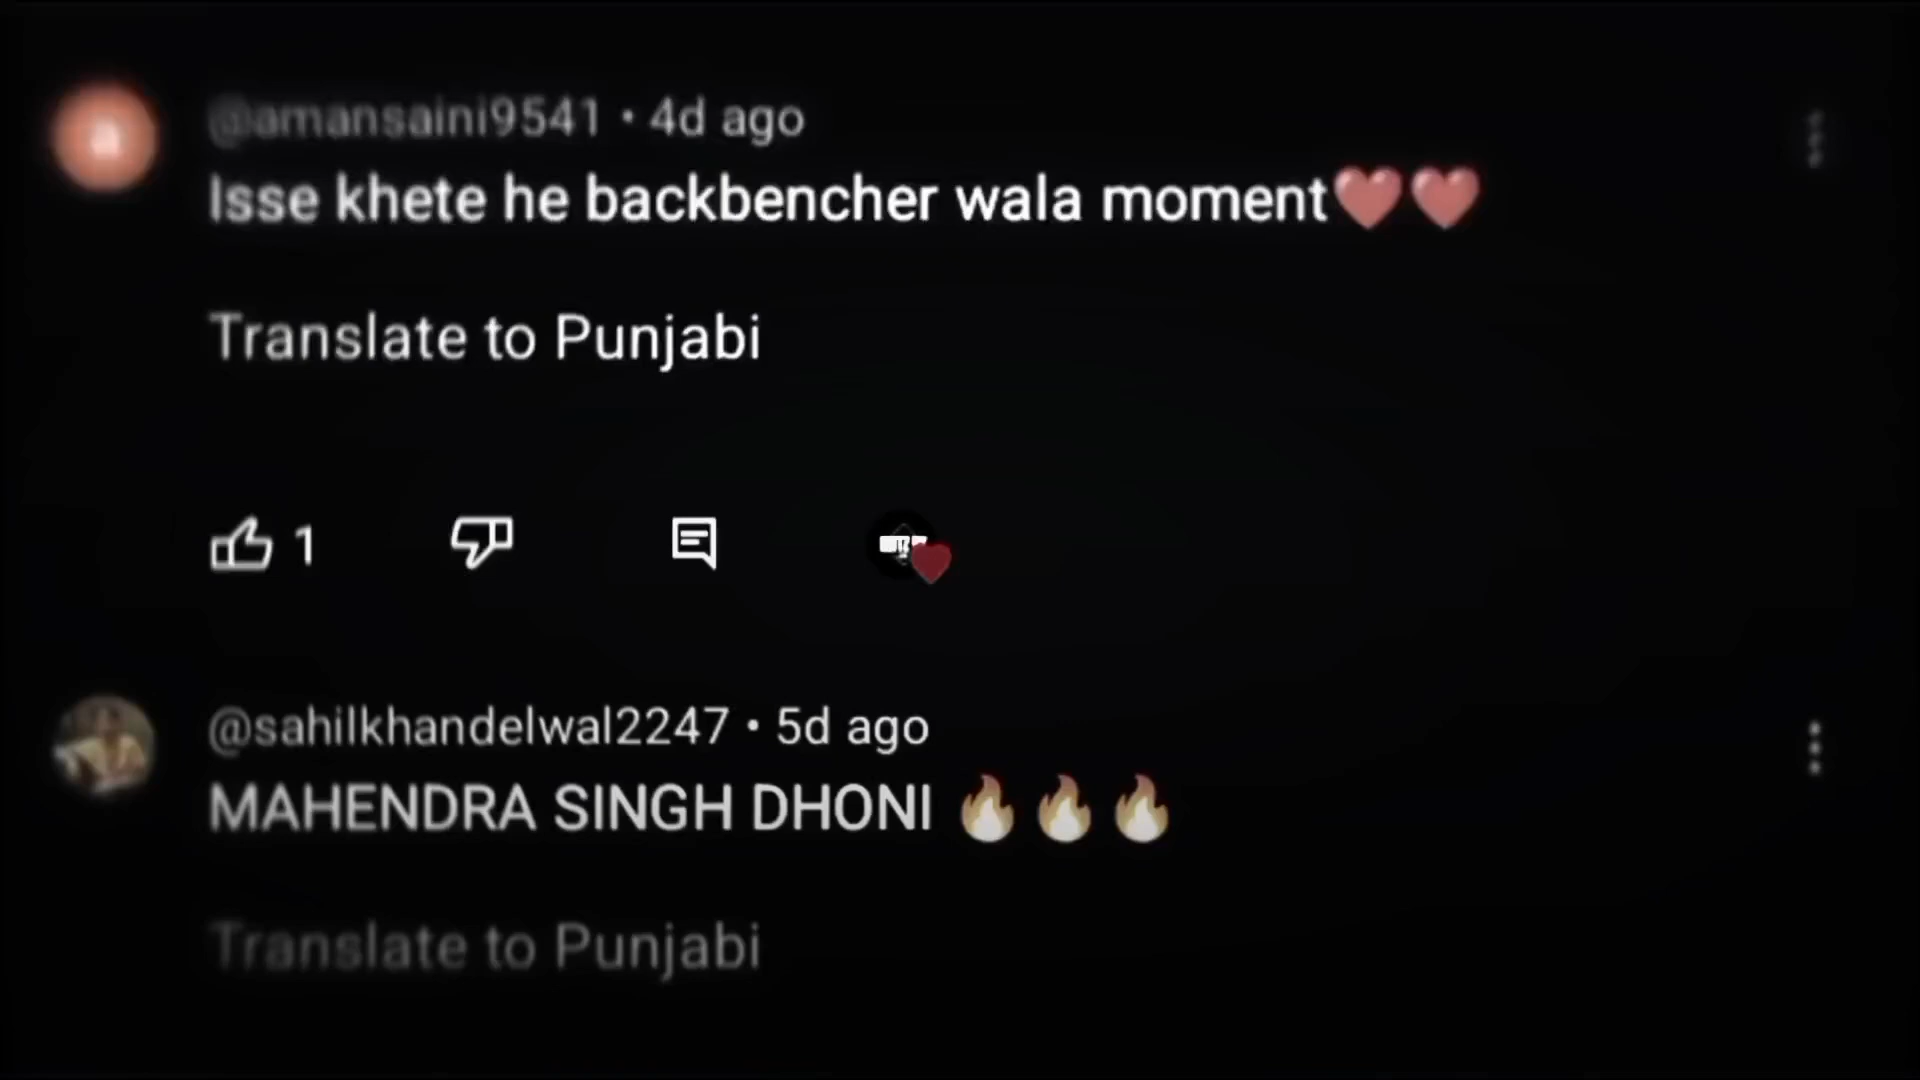 @amansaini9541 • 4d ago
Isse khete he backbencher wala moment❤️❤️
Translate to Punjabi
1
@sahilkhandelwal2247 • 5d ago
MAHENDRA SINGH DHONI 🔥🔥🔥
Translate to Punjabi